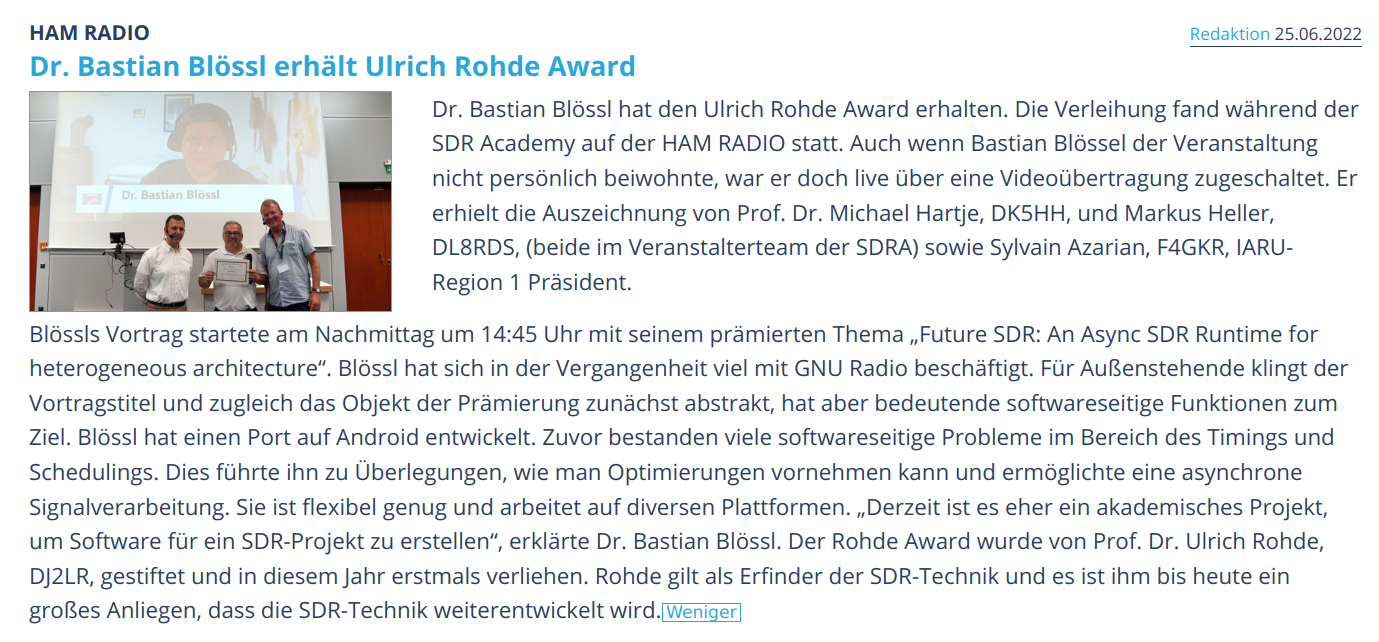 HAM RADIO
Redaktion 25.06.2022
Dr. Bastian Blössl erhält Ulrich Rohde Award
Dr. Bastian Blössl
Dr. Bastian Blössl hat den Ulrich Rohde Award erhalten. Die Verleihung fand während der
SDR Academy auf der HAM RADIO statt. Auch wenn Bastian Blössel der Veranstaltung
nicht persönlich beiwohnte, war er doch live über eine Videoübertragung zugeschaltet. Er
erhielt die Auszeichnung von Prof. Dr. Michael Hartje, DK5HH, und Markus Heller,
DL8RDS, (beide im Veranstalterteam der SDRA) sowie Sylvain Azarian, F4GKR, IARU-
Region 1 Präsident.
Blössls Vortrag startete am Nachmittag um 14:45 Uhr mit seinem prämierten Thema „Future SDR: An Async SDR Runtime for
heterogeneous architecture“. Blössl hat sich in der Vergangenheit viel mit GNU Radio beschäftigt. Für Außenstehende klingt der
Vortragstitel und zugleich das Objekt der Prämierung zunächst abstrakt, hat aber bedeutende softwareseitige Funktionen zum
Ziel. Blössl hat einen Port auf Android entwickelt. Zuvor bestanden viele softwareseitige Probleme im Bereich des Timings und
Schedulings. Dies führte ihn zu Überlegungen, wie man Optimierungen vornehmen kann und ermöglichte eine asynchrone
Signalverarbeitung. Sie ist flexibel genug und arbeitet auf diversen Plattformen. „Derzeit ist es eher ein akademisches Projekt,
um Software für ein SDR-Projekt zu erstellen“, erklärte Dr. Bastian Blössl. Der Rohde Award wurde von Prof. Dr. Ulrich Rohde,
DJ2LR, gestiftet und in diesem Jahr erstmals verliehen. Rohde gilt als Erfinder der SDR-Technik und es ist ihm bis heute ein
großes Anliegen, dass die SDR-Technik weiterentwickelt wird. Weniger